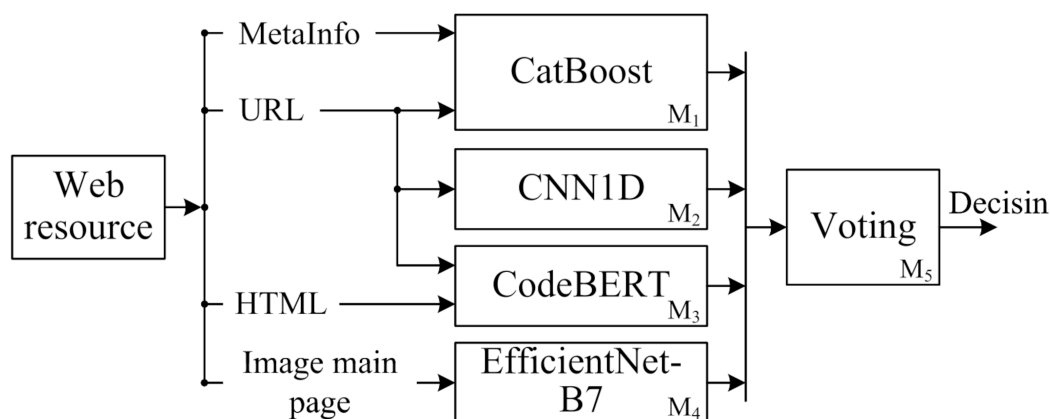 MetaInfo
CatBoost
M₁
URL
Web
resource
CNN1D
M₂
Voting
M₅
Decisin
HTML
CodeBERT
M₃
Image main
page
EfficientNet-
B7
M₄